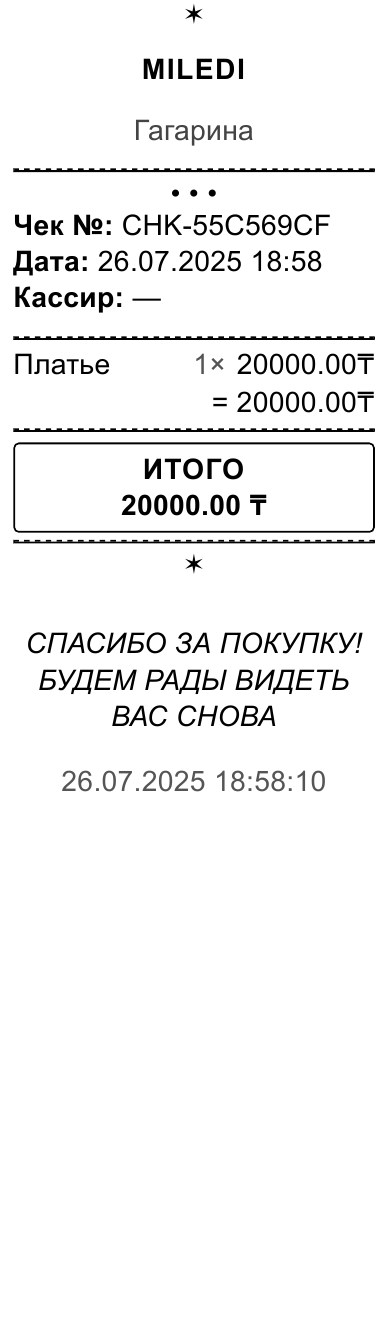 ✶
MILEDI
Гагарина
• • •
Чек №: CHK-55C569CF
Дата: 26.07.2025 18:58
Кассир: —
Платье 1× 20000.00₸
= 20000.00₸
ИТОГО
20000.00 ₸
✶
СПАСИБО ЗА ПОКУПКУ!
БУДЕМ РАДЫ ВИДЕТЬ
ВАС СНОВА
26.07.2025 18:58:10